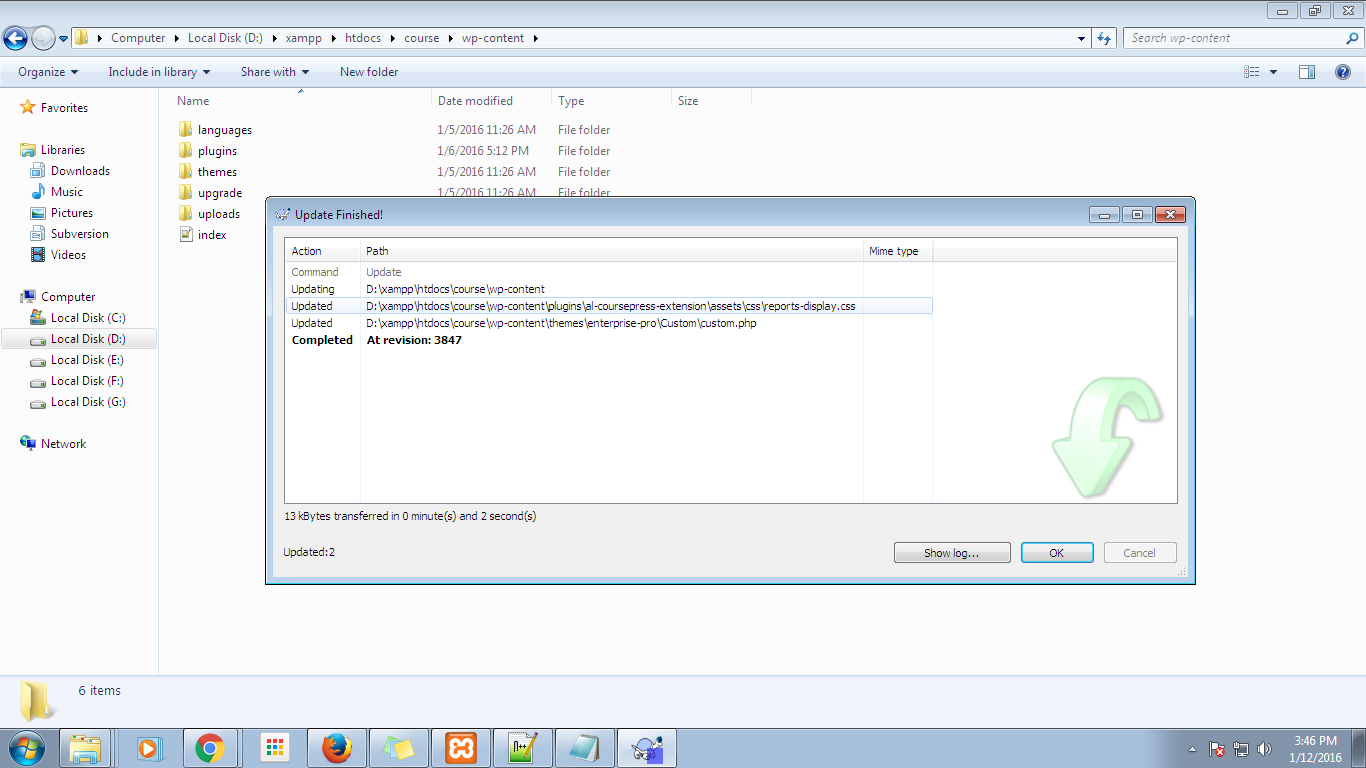 Computer Local Disk (D:) xampp htdocs course wp-content
Search wp-content
Organize Include in library Share with New folder
Name Date modified Type Size
Favorites
Libraries
Downloads
Music
Pictures
Subversion
Videos
Computer
Local Disk (C:)
Local Disk (D:)
Local Disk (E:)
Local Disk (F:)
Local Disk (G:)
Network
languages 1/5/2016 11:26 AM File folder
plugins 1/6/2016 5:12 PM File folder
themes 1/5/2016 11:26 AM File folder
upgrade 1/5/2016 11:26 AM File folder
uploads
index
Update Finished!
Action Path Mime type
Command Update
Updating D:\xampp\htdocs\course\wp-content
Updated D:\xampp\htdocs\course\wp-content\plugins\al-coursepress-extension\assets\css\reports-display.css
Updated D:\xampp\htdocs\course\wp-content\themes\enterprise-pro\Custom\custom.php
Completed At revision: 3847
13 kBytes transferred in 0 minute(s) and 2 second(s)
Updated:2
Show log... OK Cancel
6 items
3:46 PM
1/12/2016